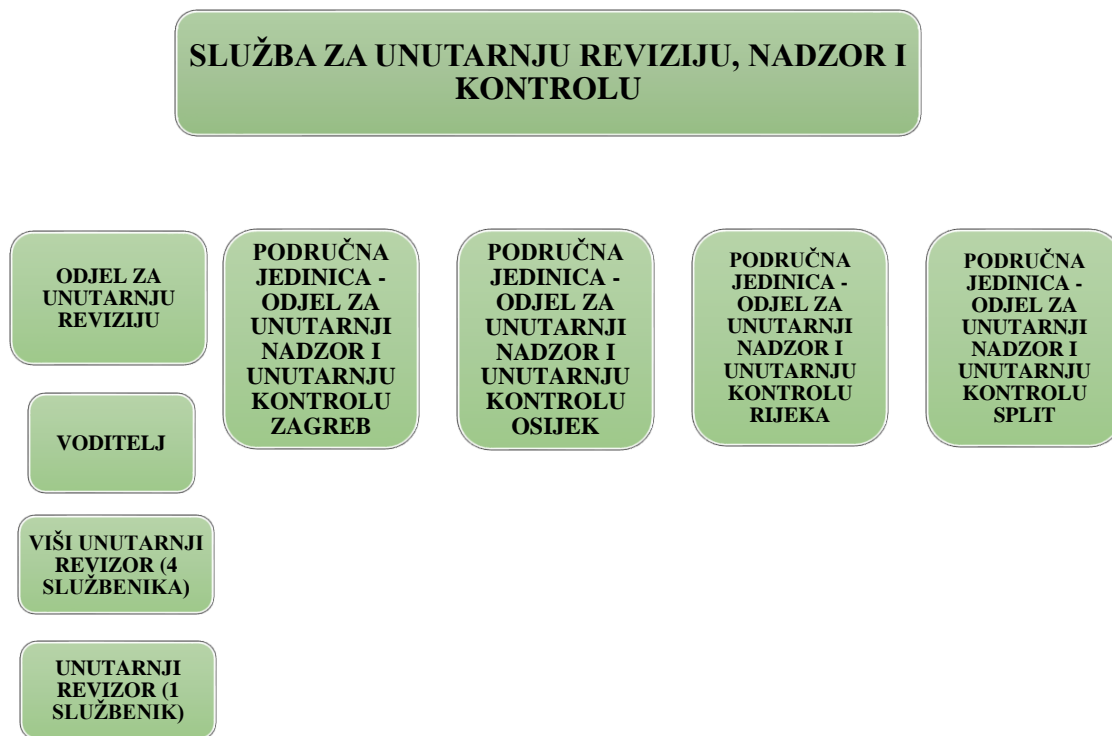 SLUŽBA ZA UNUTARNJU REVIZIJU, NADZOR I
KONTROLU
ODJEL ZA
UNUTARNJU
REVIZIJU
VODITELJ
VIŠI UNUTARNJI
REVIZOR (4
SLUŽBENIKA)
UNUTARNJI
REVIZOR (1
SLUŽBENIK)
PODRUČNA
JEDINICA -
ODJEL ZA
UNUTARNJI
NADZOR I
UNUTARNJU
KONTROLU
ZAGREB
PODRUČNA
JEDINICA -
ODJEL ZA
UNUTARNJI
NADZOR I
UNUTARNJU
KONTROLU
OSIJEK
PODRUČNA
JEDINICA -
ODJEL ZA
UNUTARNJI
NADZOR I
UNUTARNJU
KONTROLU
RIJEKA
PODRUČNA
JEDINICA -
ODJEL ZA
UNUTARNJI
NADZOR I
UNUTARNJU
KONTROLU
SPLIT